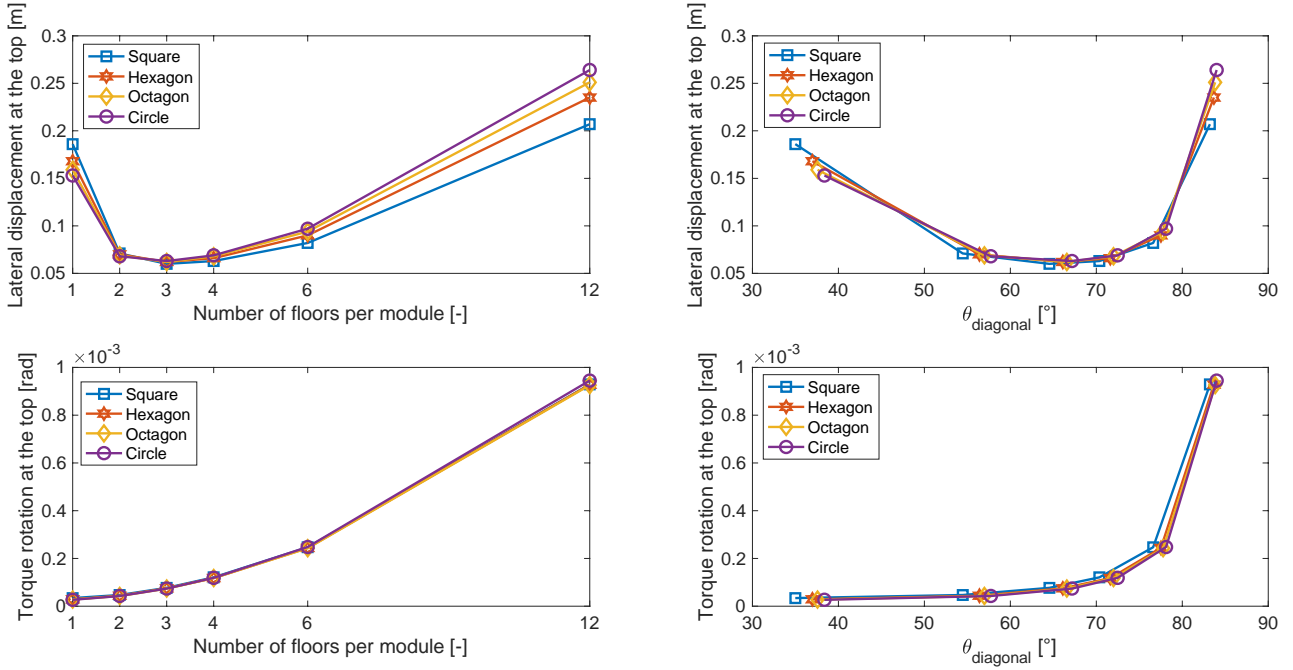 Lateral displacement at the top [m]
0.3
0.25
0.2
0.15
0.1
0.05
Square
Hexagon
Octagon
Circle
1 2 3 4 6 12
Number of floors per module [-]
Lateral displacement at the top [m]
0.3
0.25
0.2
0.15
0.1
0.05
Square
Hexagon
Octagon
Circle
30 40 50 60 70 80 90
θdiagonal [°]
Torque rotation at the top [rad]
×10-3
1
0.8
0.6
0.4
0.2
0
Square
Hexagon
Octagon
Circle
1 2 3 4 6 12
Number of floors per module [-]
Torque rotation at the top [rad]
×10-3
1
0.8
0.6
0.4
0.2
0
Square
Hexagon
Octagon
Circle
30 40 50 60 70 80 90
θdiagonal [°]